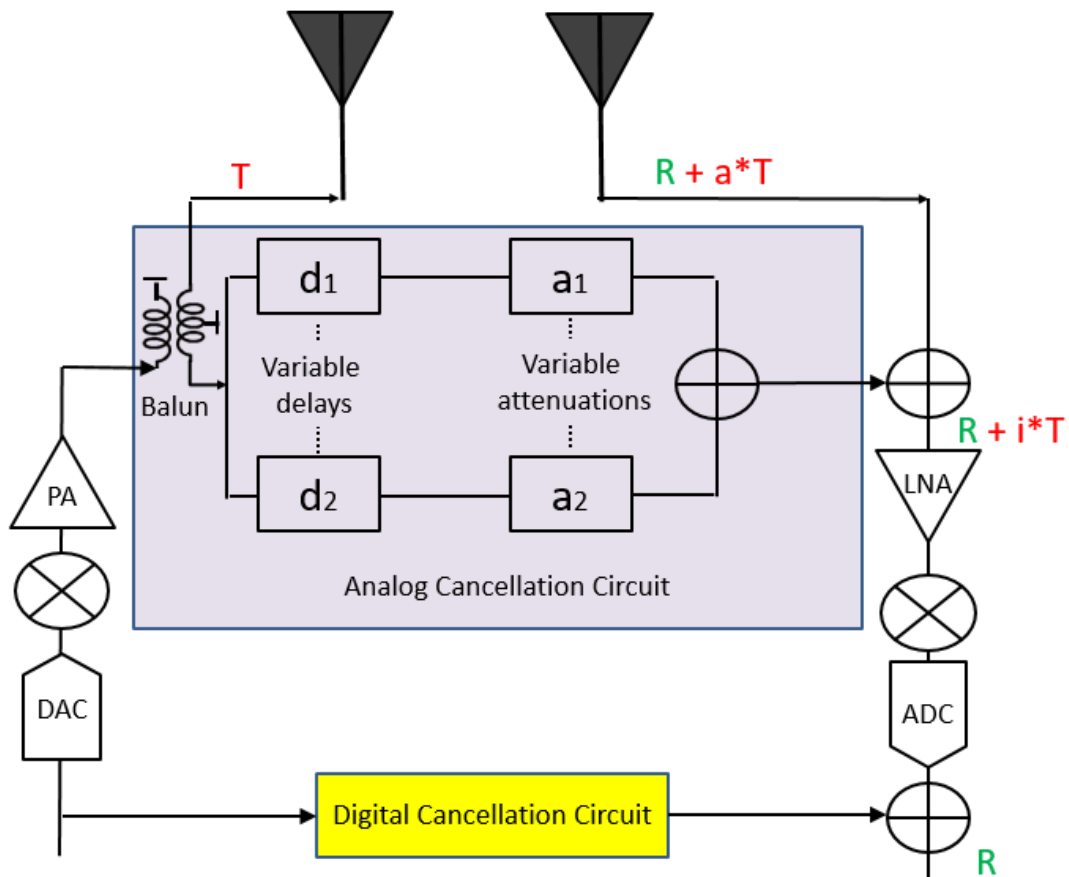 T
R + a*T
d1
a1
Variable
delays
Variable
attenuations
Balun
R + i*T
PA
LNA
d2
a2
Analog Cancellation Circuit
DAC
ADC
Digital Cancellation Circuit
R